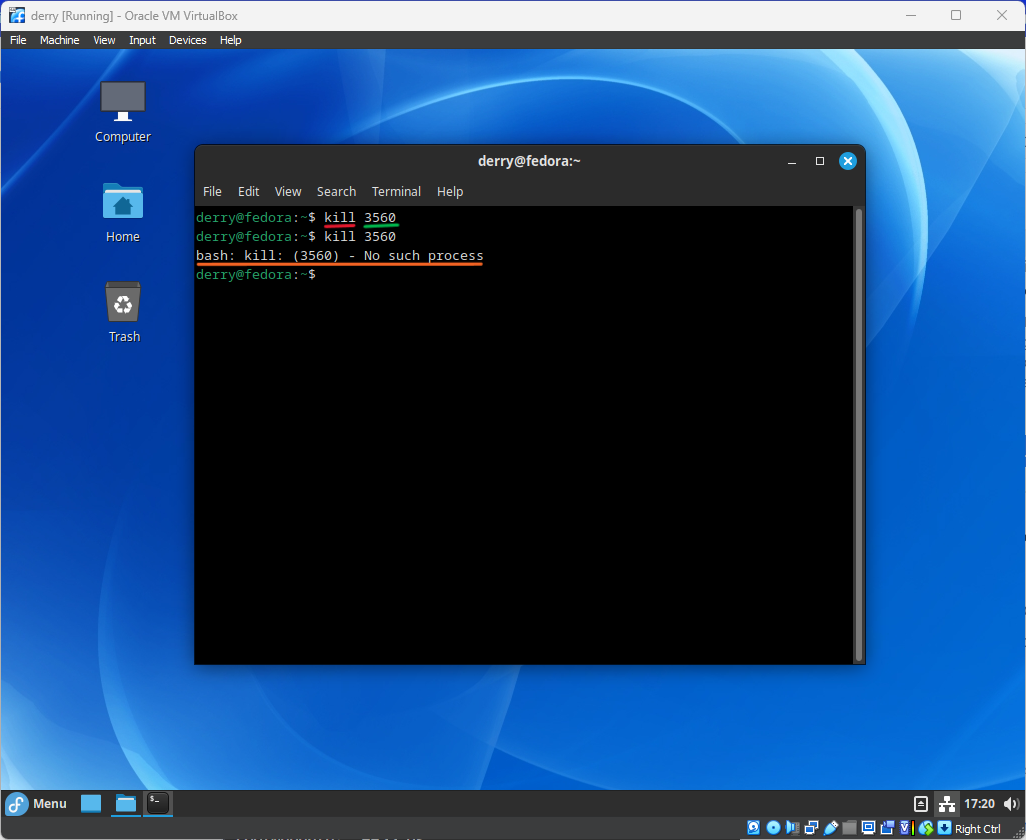 derry [Running] - Oracle VM VirtualBox
File Machine View Input Devices Help
Computer
Home
Trash
derry@fedora:~
File Edit View Search Terminal Help
derry@fedora:~$ kill 3560
derry@fedora:~$ kill 3560
bash: kill: (3560) - No such process
derry@fedora:~$
Menu
17:20
Right Ctrl